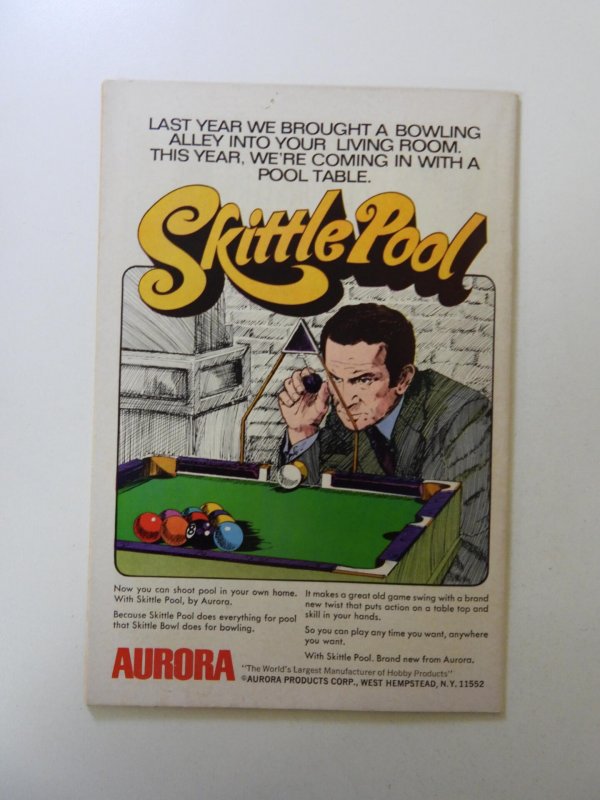 LAST YEAR WE BROUGHT A BOWLING
ALLEY INTO YOUR LIVING ROOM.
THIS YEAR, WE'RE COMING IN WITH A
POOL TABLE.
Skittle Pool
8
Now you can shoot pool in your own home.
With Skittle Pool, by Aurora.
Because Skittle Pool does everything for pool
that Skittle Bowl does for bowling.
It makes a great old game swing with a brand
new twist that puts action on a table top and
skill in your hands.
So you can play any time you want, anywhere
you want.
With Skittle Pool. Brand new from Aurora.
AURORA
"The World's Largest Manufacturer of Hobby Products"
©AURORA PRODUCTS CORP., WEST HEMPSTEAD, N.Y. 11552